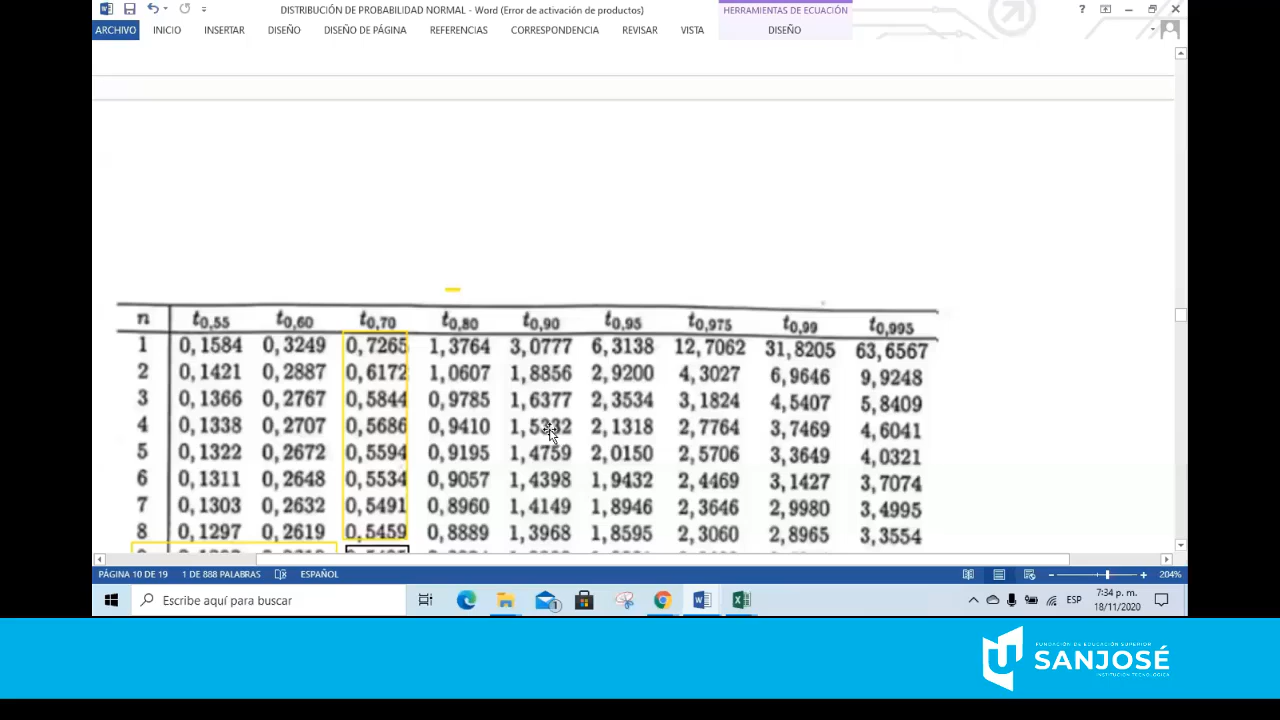 DISTRIBUCIÓN DE PROBABILIDAD NORMAL - Word (Error de activación de productos)
HERRAMIENTAS DE ECUACIÓN
ARCHIVO INICIO INSERTAR DISEÑO DISEÑO DE PÁGINA REFERENCIAS CORRESPONDENCIA REVISAR VISTA DISEÑO
n t0,55 t0,60 t0,70 t0,80 t0,90 t0,95 t0,975 t0,99 t0,995
1 0,1584 0,3249 0,7265 1,3764 3,0777 6,3138 12,7062 31,8205 63,6567
2 0,1421 0,2887 0,6172 1,0607 1,8856 2,9200 4,3027 6,9646 9,9248
3 0,1366 0,2767 0,5844 0,9785 1,6377 2,3534 3,1824 4,5407 5,8409
4 0,1338 0,2707 0,5686 0,9410 2,1318 2,7764 3,7469 4,6041
5 0,1322 0,2672 0,5594 0,9195 1,4759 2,0150 2,5706 3,3649 4,0321
6 0,1311 0,2648 0,5534 0,9057 1,4398 1,9432 2,4469 3,1427 3,7074
7 0,1303 0,2632 0,5491 0,8960 1,4149 1,8946 2,3646 2,9980 3,4995
8 0,1297 0,2619 0,5459 0,8889 1,3968 1,8595 2,3060 2,8965 3,3554
PÁGINA 10 DE 19 1 DE 888 PALABRAS ESPAÑOL 204%
Escribe aquí para buscar
1
ESP
7:34 p. m.
18/11/2020
FUNDACIÓN DE EDUCACIÓN SUPERIOR
SANJOSÉ
INSTITUCIÓN TECNOLÓGICA